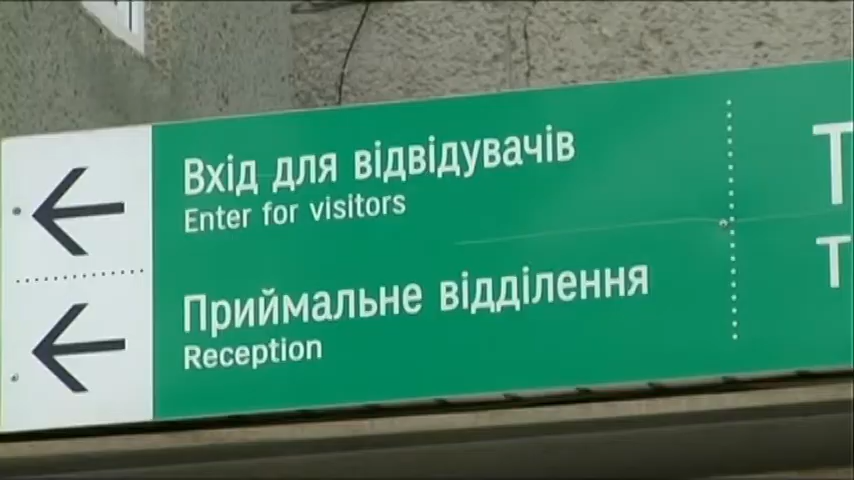 Вхід для відвідувачів
Enter for visitors
Приймальне відділення
Reception